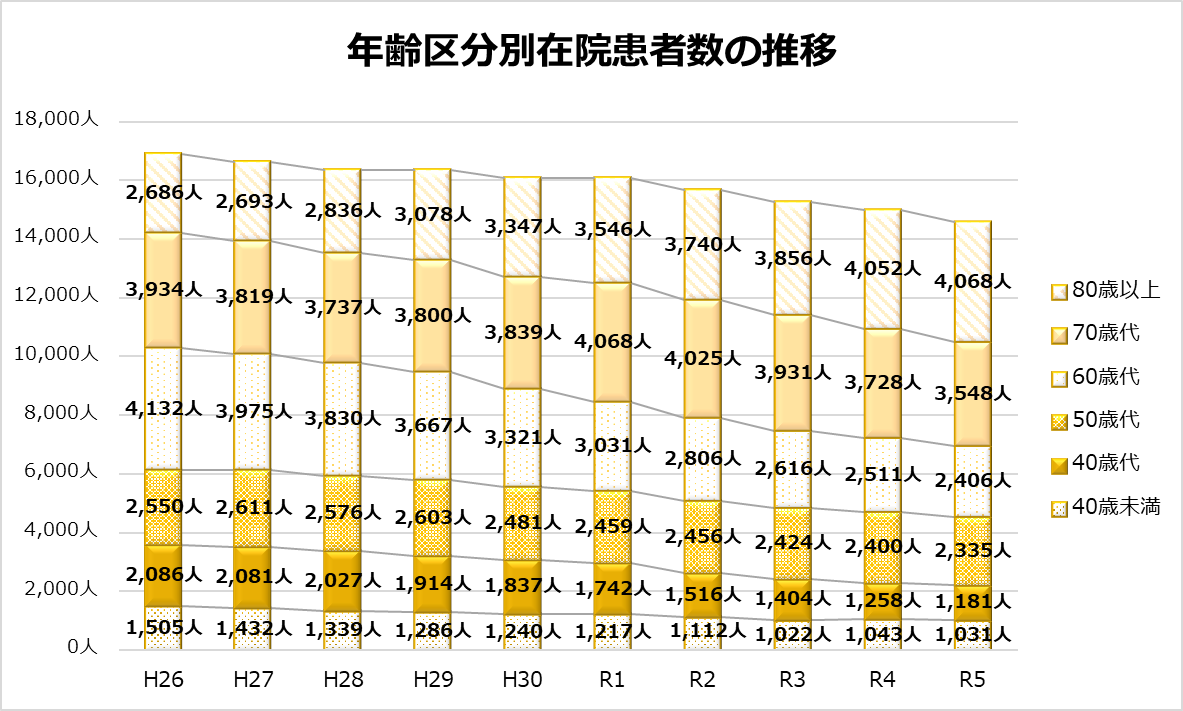 年齢区分別在院患者数の推移
18,000人
16,000人
14,000人
12,000人
10,000人
8,000人
6,000人
4,000人
2,000人
0人
2,686人 2,693人 2,836人 3,078人 3,347人 3,546人 3,740人 3,856人 4,052人 4,068人
3,934人 3,819人 3,737人 3,800人 3,839人 4,068人 4,025人 3,931人 3,728人 3,548人
4,132人 3,975人 3,830人 3,667人 3,321人 3,031人 2,806人 2,616人 2,511人 2,406人
2,550人 2,611人 2,576人 2,603人 2,481人 2,459人 2,456人 2,424人 2,400人 2,335人
2,086人 2,081人 2,027人 1,914人 1,837人 1,742人 1,516人 1,404人 1,258人 1,181人
1,505人 1,432人 1,339人 1,286人 1,240人 1,217人 1,112人 1,022人 1,043人 1,031人
H26 H27 H28 H29 H30 R1 R2 R3 R4 R5
80歳以上
70歳代
60歳代
50歳代
40歳代
40歳未満